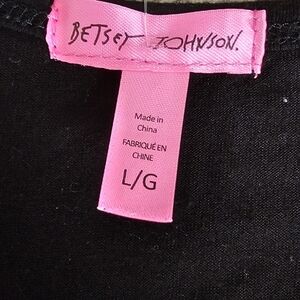 BETSEY JOHNSON.
Made in
China
FABRIQUÉ EN
CHINE
L/G